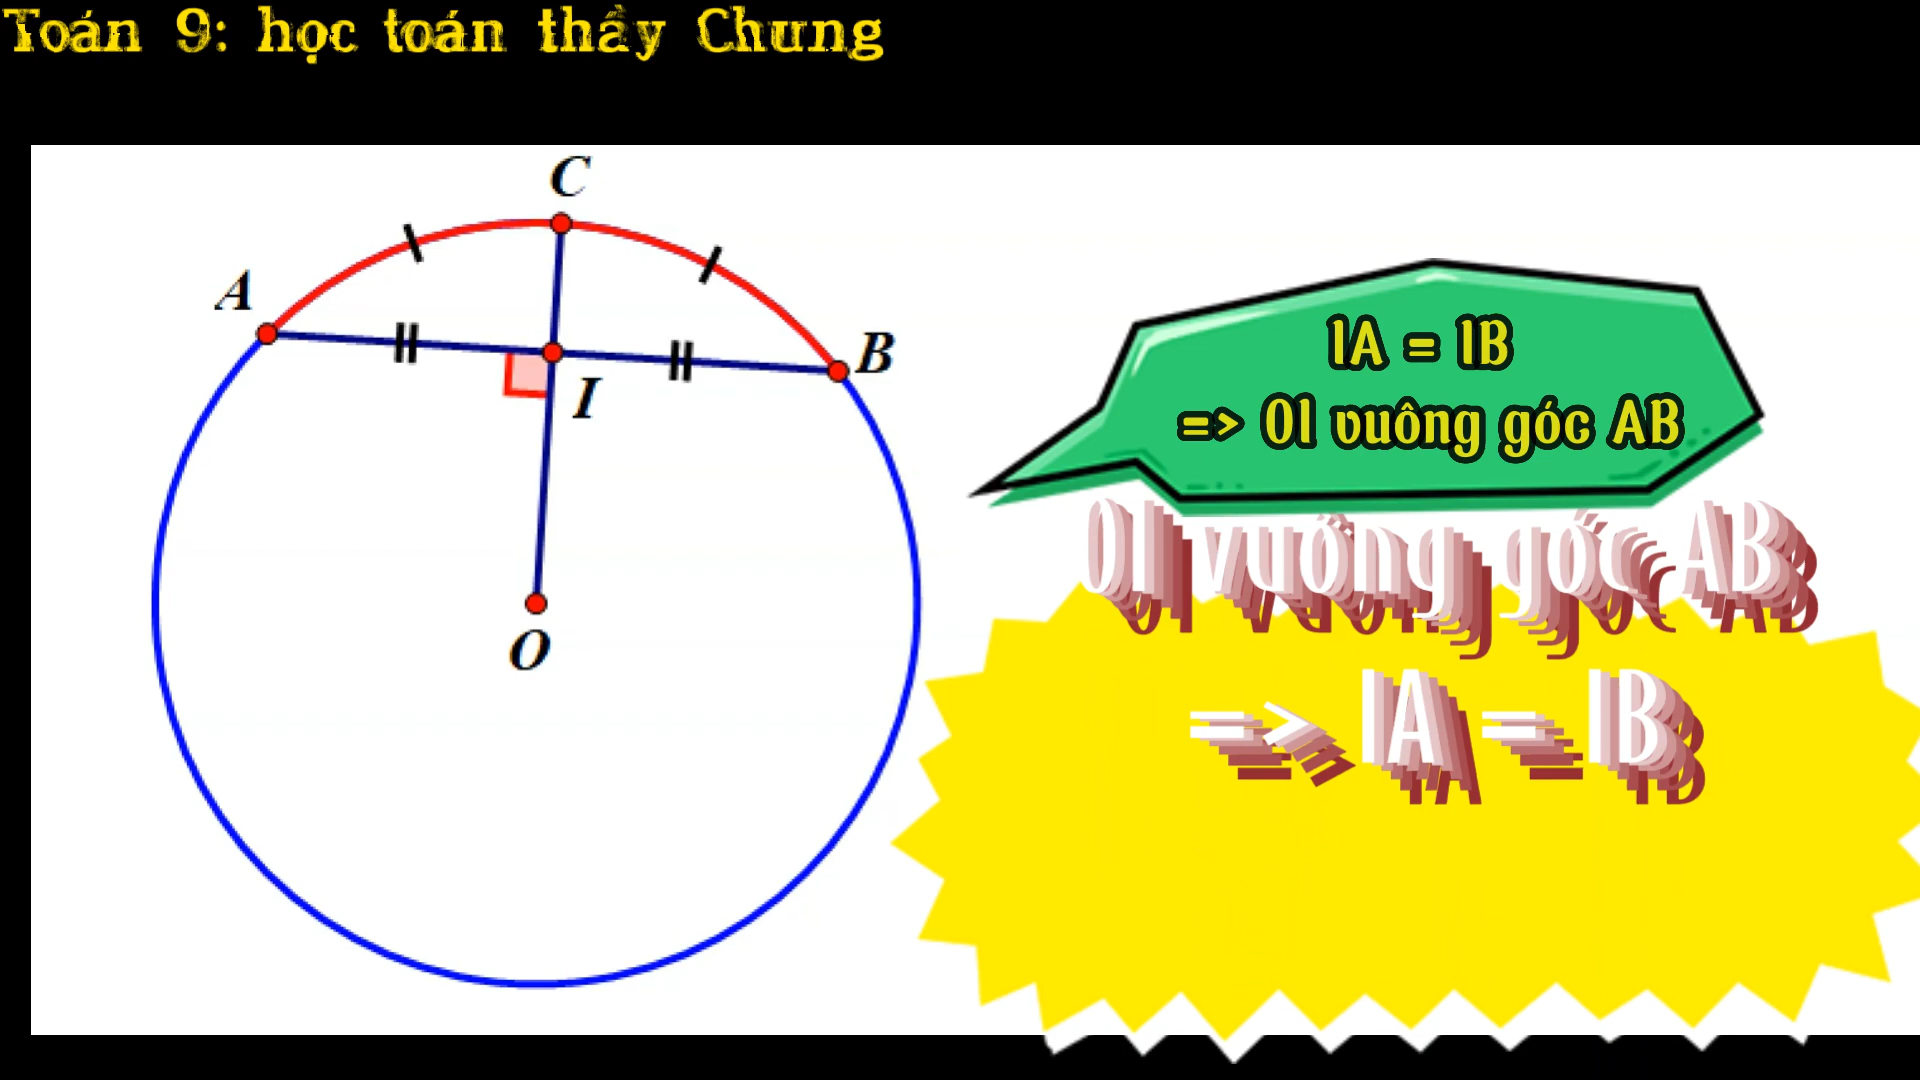 Toán 9: học toán thầy Chung
C
A
B
I
O
IA = IB
=> OI vuông góc AB
OI vuông góc AB
=> IA = IB